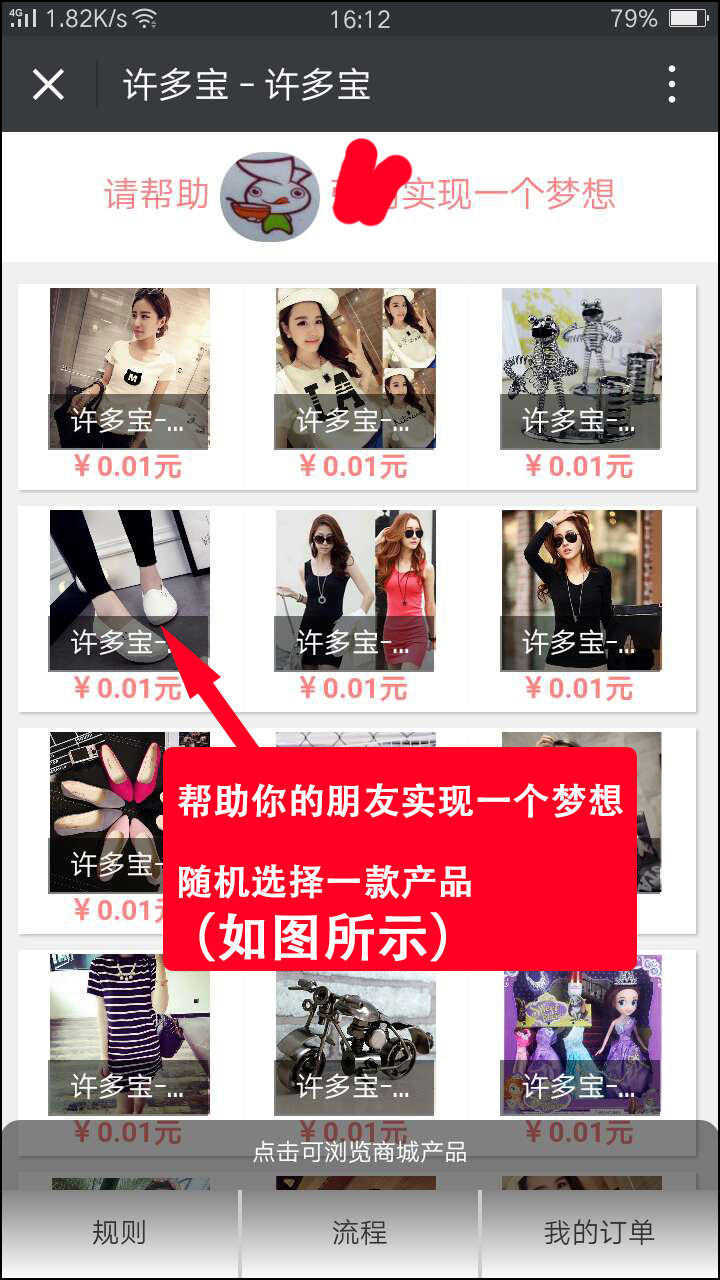 4G 1.82K/s 16:12 79%
许多宝 - 许多宝
请帮助 实现一个梦想
许多宝-... 许多宝-... 许多宝-...
¥0.01元 ¥0.01元 ¥0.01元
许多宝-... 许多宝-... 许多宝-...
¥0.01元 ¥0.01元 ¥0.01元
帮助你的朋友实现一个梦想
许多宝-
随机选择一款产品
¥0.01
（如图所示）
许多宝-... 许多宝-... 许多宝-...
¥0.01元 ¥0.01元 ¥0.01元
点击可浏览商城产品
规则 流程 我的订单